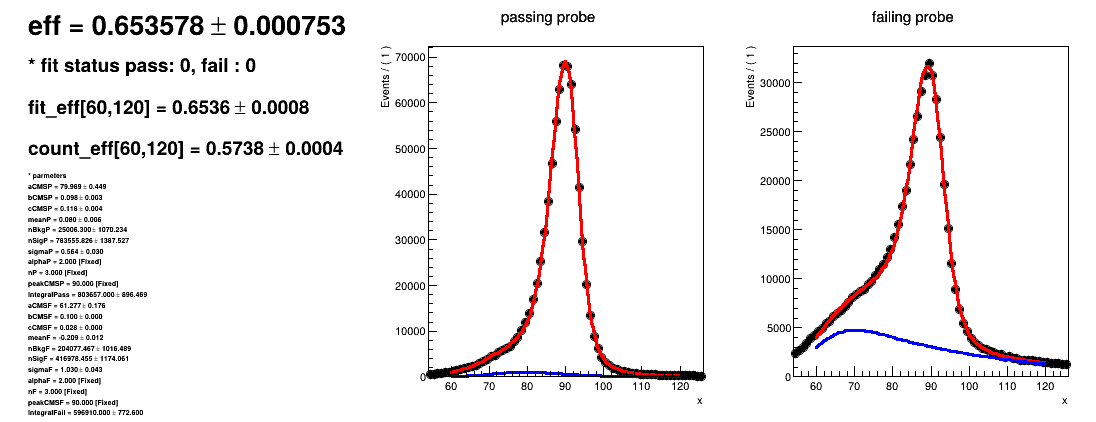 eff = 0.653578 ± 0.000753
* fit status pass: 0, fail : 0
fit_eff[60,120] = 0.6536 ± 0.0008
count_eff[60,120] = 0.5738 ± 0.0004
* parmeters
aCMSP = 79.969 ± 0.449
bCMSP = 0.098 ± 0.003
cCMSP = 0.116 ± 0.004
meanP = 0.080 ± 0.006
nBkgP = 25006.300 ± 1070.234
nSigP = 783555.826 ± 1387.527
sigmaP = 0.564 ± 0.030
alphaP = 2.000 [Fixed]
nP = 3.000 [Fixed]
peakCMSP = 90.000 [Fixed]
integralPass = 803657.000 ± 896.469
aCMSF = 61.277 ± 0.176
bCMSF = 0.100 ± 0.000
cCMSF = 0.028 ± 0.000
meanF = -0.209 ± 0.012
nBkgF = 204077.467 ± 1016.489
nSigF = 416978.455 ± 1174.061
sigmaF = 1.030 ± 0.043
alphaF = 2.000 [Fixed]
nF = 3.000 [Fixed]
peakCMSF = 90.000 [Fixed]
integralFail = 596910.000 ± 772.600
passing probe
Events / ( 1 )
70000
60000
50000
40000
30000
20000
10000
0
60 70 80 90 100 110 120
x
failing probe
Events / ( 1 )
30000
25000
20000
15000
10000
5000
0
60 70 80 90 100 110 120
x